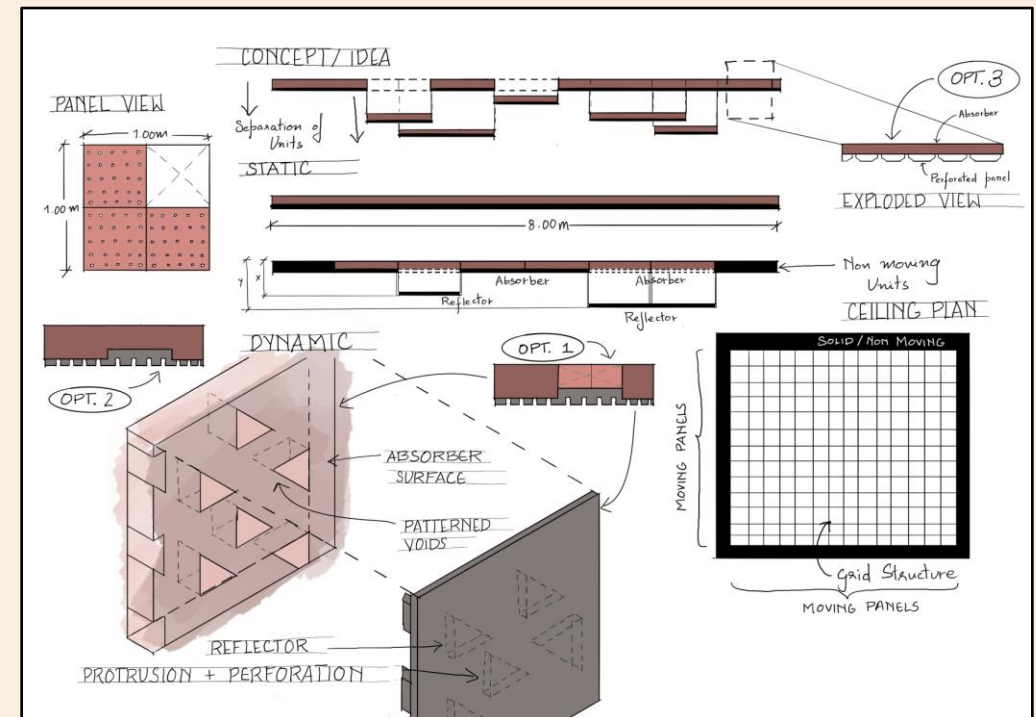 CONCEPT/IDEA
PANEL VIEW
1.00m
1.00m
Separation of
Units
OPT. 3
Absorber
Perforated panel
EXPLODED VIEW
STATIC
8.00m
y
x
Absorber
Absorber
Reflector
Reflector
Non moving
Units
CEILING PLAN
DYNAMIC
OPT. 1
OPT. 2
SOLID / NON MOVING
MOVING PANELS
ABSORBER
SURFACE
PATTERNED
VOIDS
Grid Structure
MOVING PANELS
REFLECTOR
PROTRUSION + PERFORATION